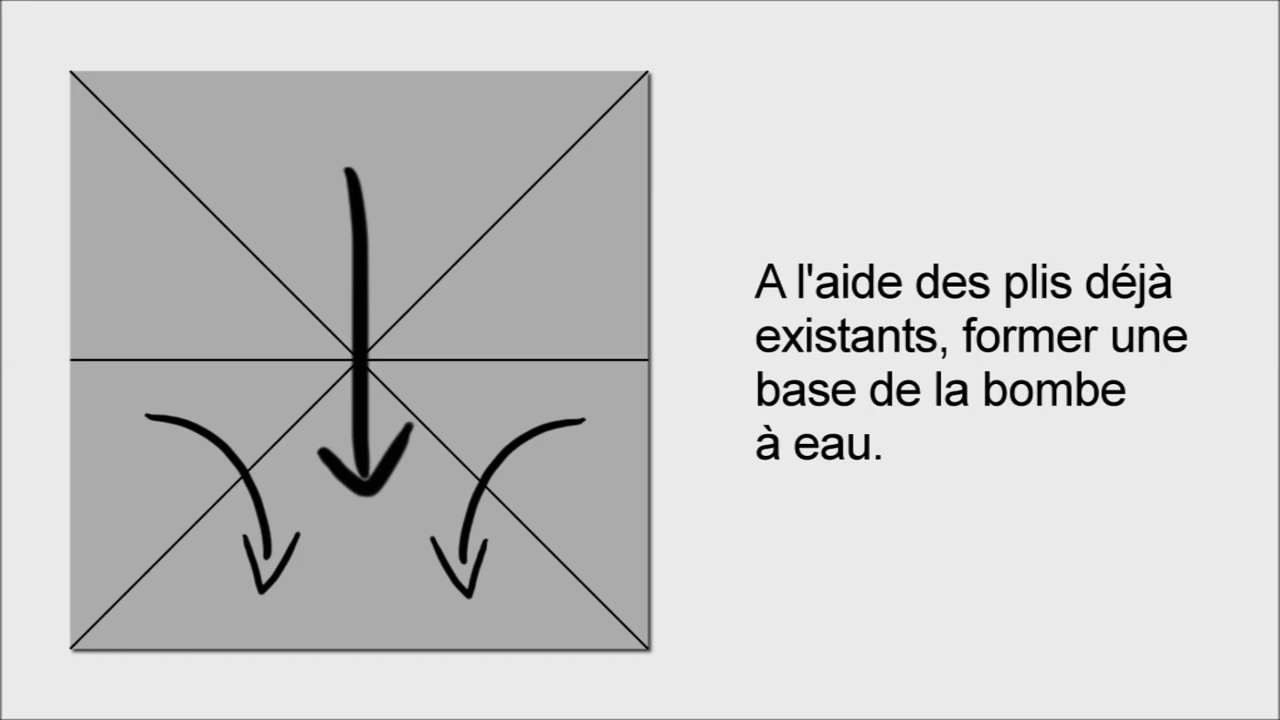 A l'aide des plis déjà
existants, former une
base de la bombe
à eau.